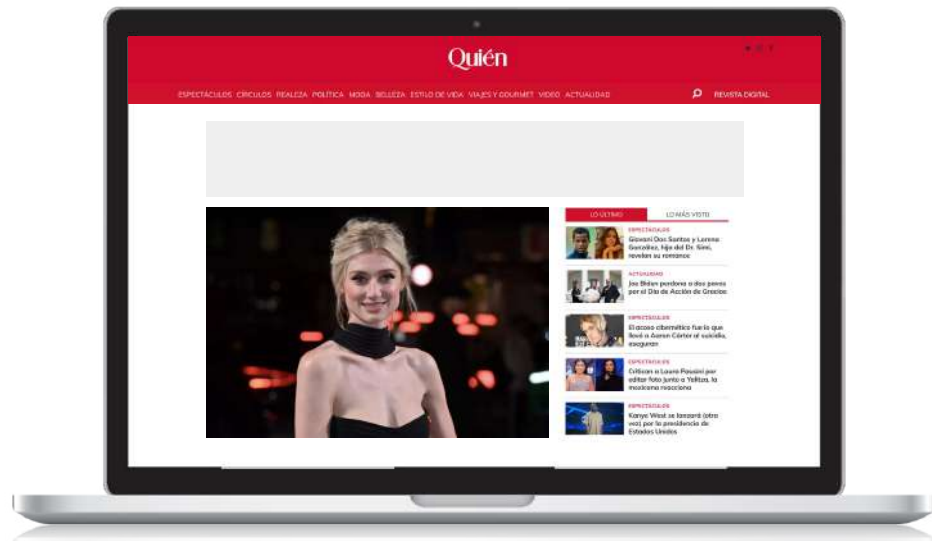 Quién
ESPECTÁCULOS CÍRCULOS REALEZA POLÍTICA MODA BELLEZA ESTILO DE VIDA VIAJES Y GOURMET VIDEO ACTUALIDAD
REVISTA DIGITAL
LO ÚLTIMO
LO MÁS VISTO
ESPECTÁCULOS
Giovani Dos Santos y Lorena
González, hija del Dr. Simi,
revelan su romance
ACTUALIDAD
Joe Biden perdona a dos pavos
por el Día de Acción de Gracias
ESPECTÁCULOS
El acoso cibernético fue lo que
llevó a Aaron Carter al suicidio,
aseguran
ESPECTÁCULOS
Critican a Laura Pausini por
editar foto junto a Yalitza, la
mexicana reacciona
ESPECTÁCULOS
Kanye West se lanzará (otra
vez) por la presidencia de
Estados Unidos